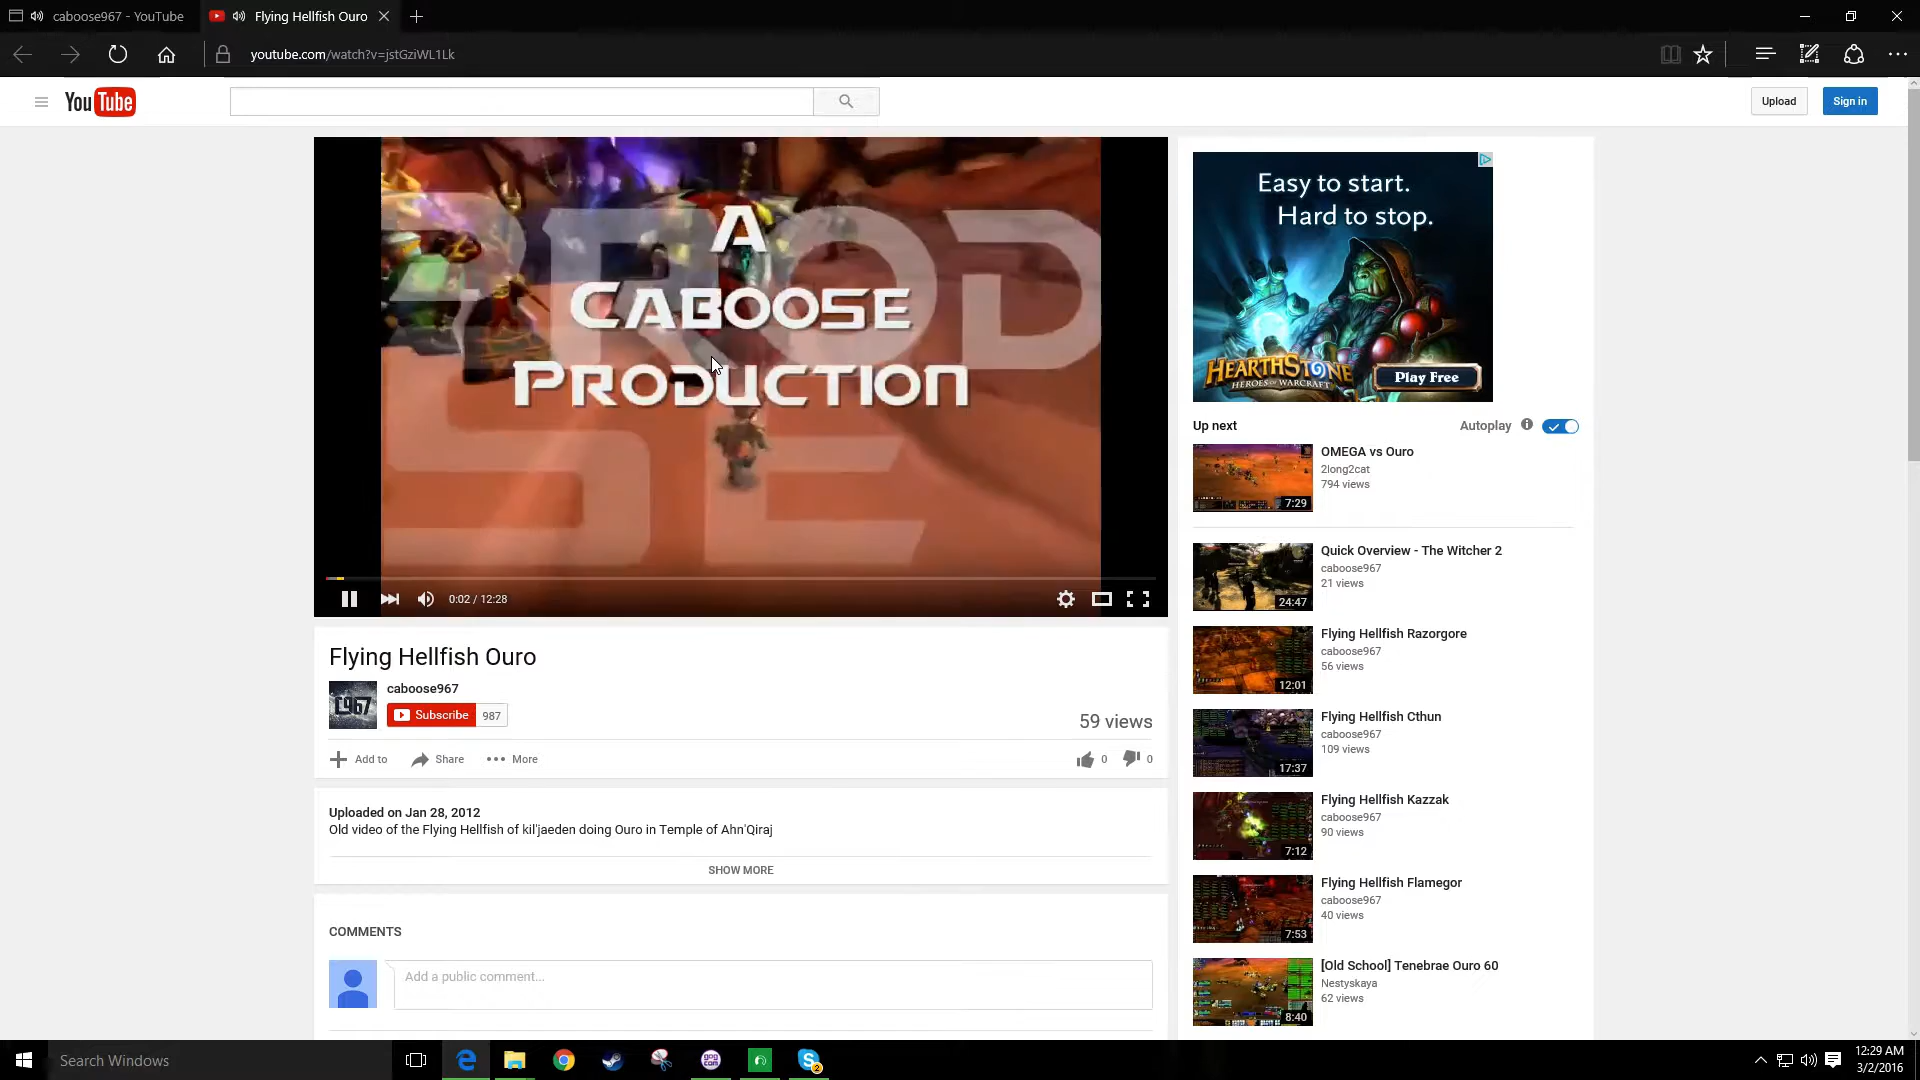 caboose967 - YouTube
Flying Hellfish Ouro
youtube.com/watch?v=jstGziWL1Lk
YouTube
Upload
Sign in
A
CABOOSE
PRODUCTION
PROD
SE
0:02 / 12:28
Easy to start.
Hard to stop.
HEARTHSTONE
HEROES OF WARCRAFT
Play Free
Up next
Autoplay
OMEGA vs Ouro
2long2cat
794 views
7:29
Quick Overview - The Witcher 2
caboose967
21 views
24:47
Flying Hellfish Razorgore
caboose967
56 views
12:01
Flying Hellfish Cthun
caboose967
109 views
17:37
Flying Hellfish Kazzak
caboose967
90 views
7:12
Flying Hellfish Flamegor
caboose967
40 views
7:53
[Old School] Tenebrae Ouro 60
Nestyskaya
62 views
8:40
Flying Hellfish Ouro
C967
caboose967
Subscribe 987
59 views
Add to Share More 0 0
Uploaded on Jan 28, 2012
Old video of the Flying Hellfish of kil'jaeden doing Ouro in Temple of Ahn'Qiraj
SHOW MORE
COMMENTS
Add a public comment...
Search Windows
gog
com
2
12:29 AM
3/2/2016